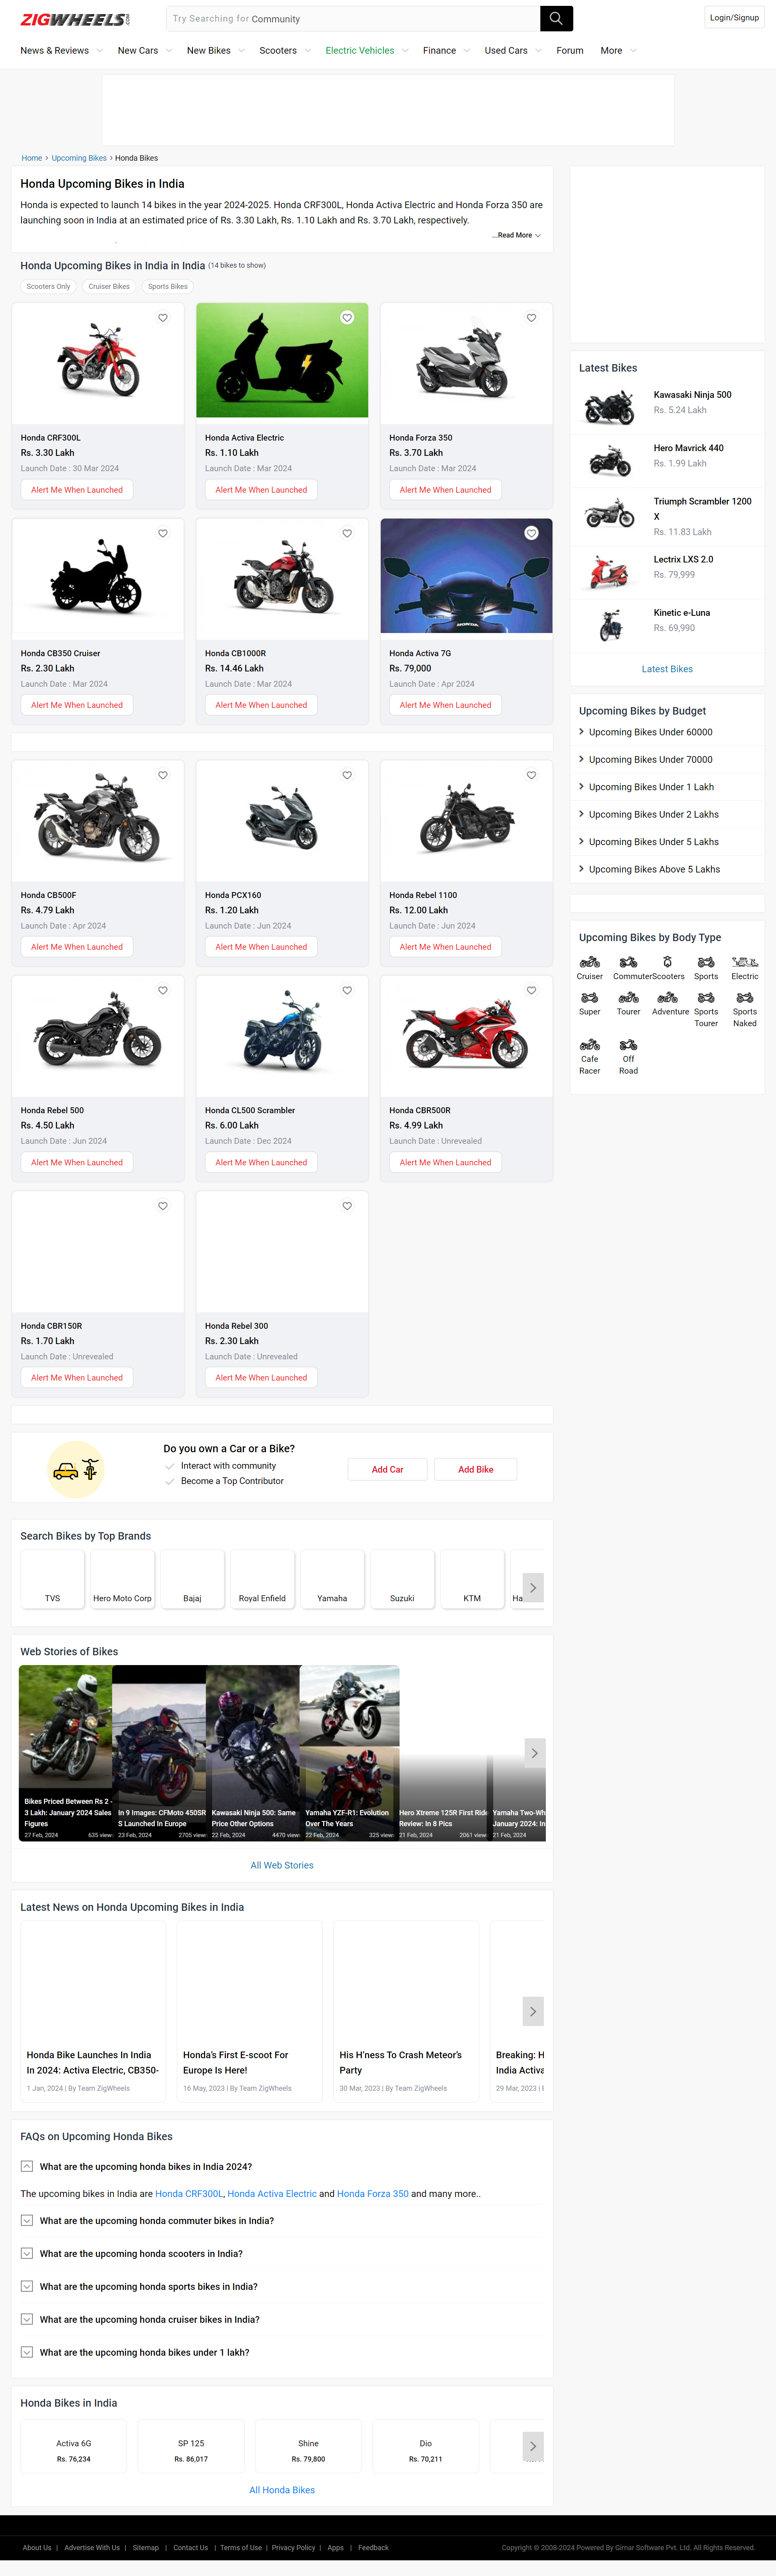 ZIGWHEELS.COM
Try Searching for Community
Login/Signup
News & Reviews
New Cars
New Bikes
Scooters
Electric Vehicles
Finance
Used Cars
Forum
More
Home › Upcoming Bikes › Honda Bikes
Honda Upcoming Bikes in India
Honda is expected to launch 14 bikes in the year 2024-2025. Honda CRF300L, Honda Activa Electric and Honda Forza 350 are
launching soon in India at an estimated price of Rs. 3.30 Lakh, Rs. 1.10 Lakh and Rs. 3.70 Lakh, respectively.
...Read More
Honda Upcoming Bikes in India in India (14 bikes to show)
Scooters Only
Cruiser Bikes
Sports Bikes
Honda CRF300L
Rs. 3.30 Lakh
Launch Date : 30 Mar 2024
Alert Me When Launched
Honda Activa Electric
Rs. 1.10 Lakh
Launch Date : Mar 2024
Alert Me When Launched
Honda Forza 350
Rs. 3.70 Lakh
Launch Date : Mar 2024
Alert Me When Launched
Honda CB350 Cruiser
Rs. 2.30 Lakh
Launch Date : Mar 2024
Alert Me When Launched
Honda CB1000R
Rs. 14.46 Lakh
Launch Date : Mar 2024
Alert Me When Launched
HONDA
Honda Activa 7G
Rs. 79,000
Launch Date : Apr 2024
Alert Me When Launched
Honda CB500F
Rs. 4.79 Lakh
Launch Date : Apr 2024
Alert Me When Launched
Honda PCX160
Rs. 1.20 Lakh
Launch Date : Jun 2024
Alert Me When Launched
Honda Rebel 1100
Rs. 12.00 Lakh
Launch Date : Jun 2024
Alert Me When Launched
Honda Rebel 500
Rs. 4.50 Lakh
Launch Date : Jun 2024
Alert Me When Launched
Honda CL500 Scrambler
Rs. 6.00 Lakh
Launch Date : Dec 2024
Alert Me When Launched
Honda CBR500R
Rs. 4.99 Lakh
Launch Date : Unrevealed
Alert Me When Launched
Honda CBR150R
Rs. 1.70 Lakh
Launch Date : Unrevealed
Alert Me When Launched
Honda Rebel 300
Rs. 2.30 Lakh
Launch Date : Unrevealed
Alert Me When Launched
Latest Bikes
Kawasaki Ninja 500
Rs. 5.24 Lakh
Hero Mavrick 440
Rs. 1.99 Lakh
Triumph Scrambler 1200
X
Rs. 11.83 Lakh
Lectrix LXS 2.0
Rs. 79,999
Kinetic e-Luna
Rs. 69,990
Latest Bikes
Upcoming Bikes by Budget
Upcoming Bikes Under 60000
Upcoming Bikes Under 70000
Upcoming Bikes Under 1 Lakh
Upcoming Bikes Under 2 Lakhs
Upcoming Bikes Under 5 Lakhs
Upcoming Bikes Above 5 Lakhs
Upcoming Bikes by Body Type
Cruiser
Commuter
Scooters
Sports
Electric
Super
Tourer
Adventure
Sports
Tourer
Sports
Naked
Cafe
Racer
Off
Road
Do you own a Car or a Bike?
Interact with community
Become a Top Contributor
Add Car
Add Bike
Search Bikes by Top Brands
TVS
Hero Moto Corp
Bajaj
Royal Enfield
Yamaha
Suzuki
KTM
Ha
Web Stories of Bikes
Bikes Priced Between Rs 2 -
3 Lakh: January 2024 Sales
Figures
27 Feb, 2024 635 view
In 9 Images: CFMoto 450SR
S Launched In Europe
23 Feb, 2024 2705 view
Kawasaki Ninja 500: Same
Price Other Options
22 Feb, 2024 4470 view
Yamaha YZF-R1: Evolution
Over The Years
22 Feb, 2024 325 view
Hero Xtreme 125R First Ride
Review: In 8 Pics
21 Feb, 2024 2061 view
Yamaha Two-Wh
January 2024: In
21 Feb, 2024
All Web Stories
Latest News on Honda Upcoming Bikes in India
Honda Bike Launches In India
In 2024: Activa Electric, CB350-
1 Jan, 2024 | By Team ZigWheels
Honda’s First E-scoot For
Europe Is Here!
16 May, 2023 | By Team ZigWheels
His H’ness To Crash Meteor’s
Party
30 Mar, 2023 | By Team ZigWheels
Breaking: H
India Activa
29 Mar, 2023 |
FAQs on Upcoming Honda Bikes
What are the upcoming honda bikes in India 2024?
The upcoming bikes in India are Honda CRF300L, Honda Activa Electric and Honda Forza 350 and many more..
What are the upcoming honda commuter bikes in India?
What are the upcoming honda scooters in India?
What are the upcoming honda sports bikes in India?
What are the upcoming honda cruiser bikes in India?
What are the upcoming honda bikes under 1 lakh?
Honda Bikes in India
Activa 6G
Rs. 76,234
SP 125
Rs. 86,017
Shine
Rs. 79,800
Dio
Rs. 70,211
All Honda Bikes
About Us | Advertise With Us | Sitemap | Contact Us | Terms of Use | Privacy Policy | Apps | Feedback
Copyright © 2008-2024 Powered By Girnar Software Pvt. Ltd. All Rights Reserved.